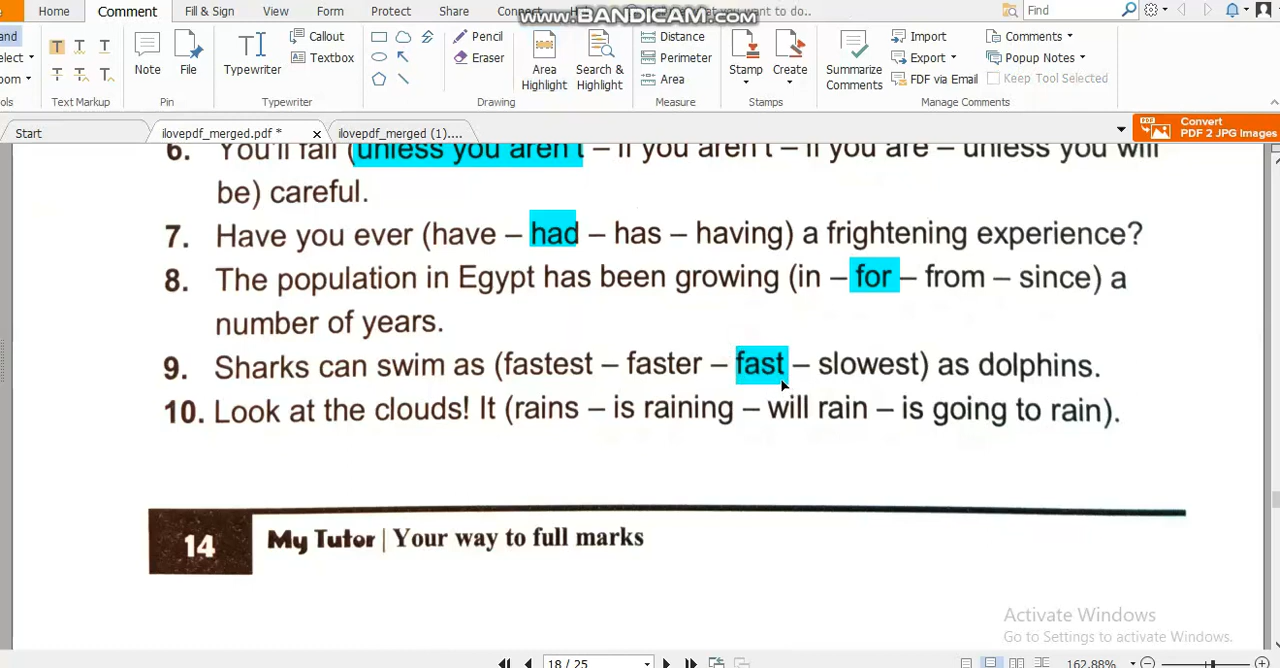 Home Comment Fill & Sign View Form Protect Share Connect do..
www.BANDICAM.com
Find
Callout
Textbox
Note File Typewriter
Pencil
Eraser
Area Highlight
Search & Highlight
Distance
Perimeter
Area
Stamp Create
Summarize Comments
Import
Export
FDF via Email
Comments
Popup Notes
Keep Tool Selected
Text Markup Pin Typewriter Drawing Measure Stamps Manage Comments
Start ilovepdf_merged.pdf * ilovepdf_merged (1)....
Convert
PDF 2 JPG Images
6. You'll fall (unless you aren't – if you aren't – if you are – unless you will
be) careful.
7. Have you ever (have – had – has – having) a frightening experience?
8. The population in Egypt has been growing (in – for – from – since) a
number of years.
9. Sharks can swim as (fastest – faster – fast – slowest) as dolphins.
10. Look at the clouds! It (rains – is raining – will rain – is going to rain).
14 My Tutor | Your way to full marks
Activate Windows
Go to Settings to activate Windows.
18 / 25
162.88%